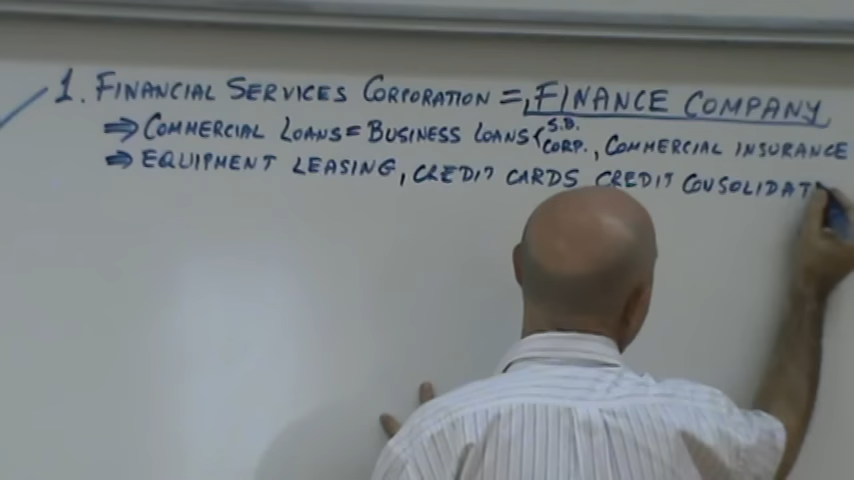 1. FINANCIAL SERVICES CORPORATION =, FINANCE COMPANY
⇒ COMMERCIAL LOANS = BUSINESS LOANS { S.B. CORP., COMMERCIAL INSURANCE
⇒ EQUIPMENT LEASING, CREDIT CARDS CREDIT CONSOLIDAT